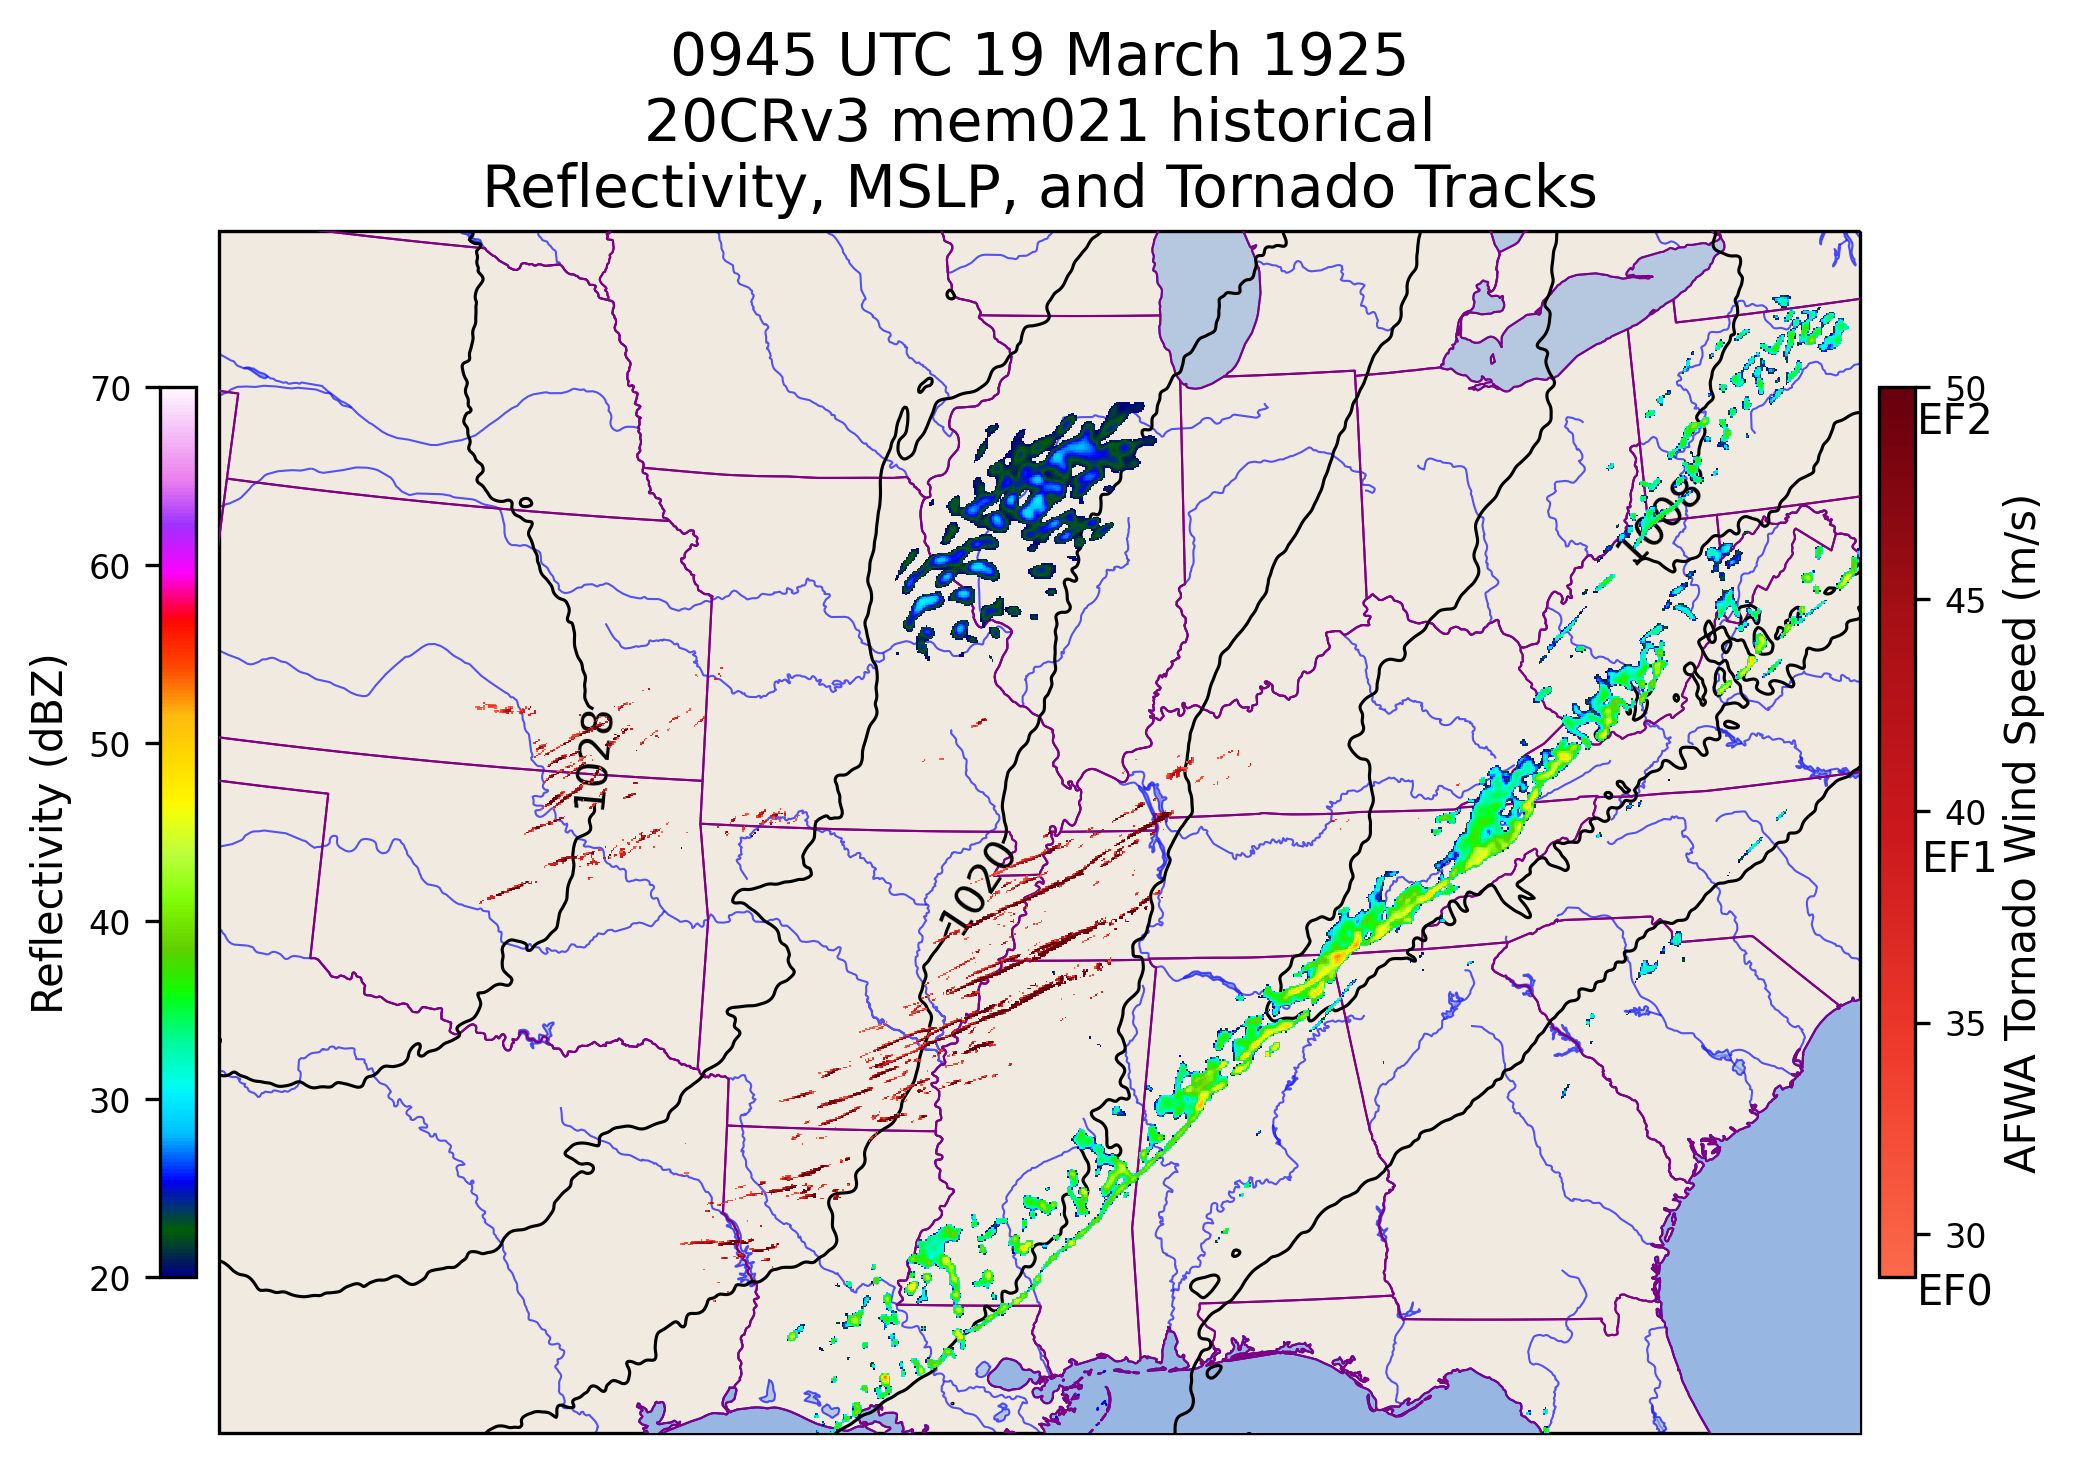 0945 UTC 19 March 1925
20CRv3 mem021 historical
Reflectivity, MSLP, and Tornado Tracks
70
60
50
40
30
20
Reflectivity (dBZ)
1028
1020
1008
50
EF2
45
40
EF1
35
30
EF0
AFWA Tornado Wind Speed (m/s)